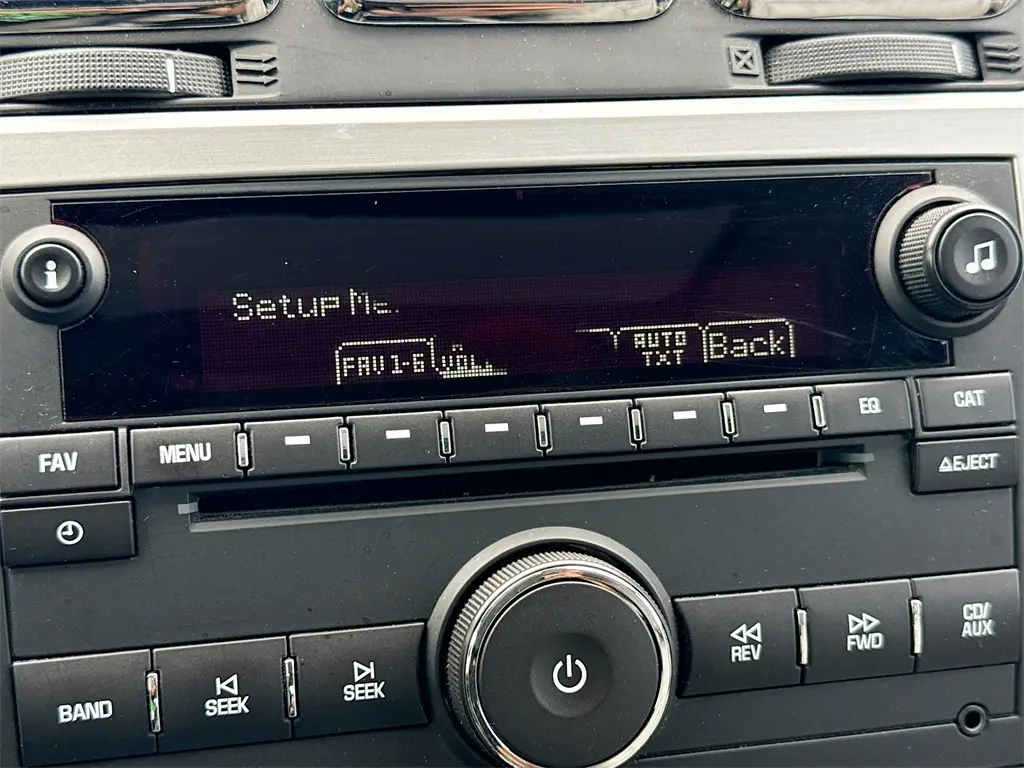 i
Setup M
FAV 1-6
AUTO
TXT
Back
MENU
EQ
CAT
FAV
EJECT
REV
FWD
CD/
AUX
BAND
SEEK
SEEK